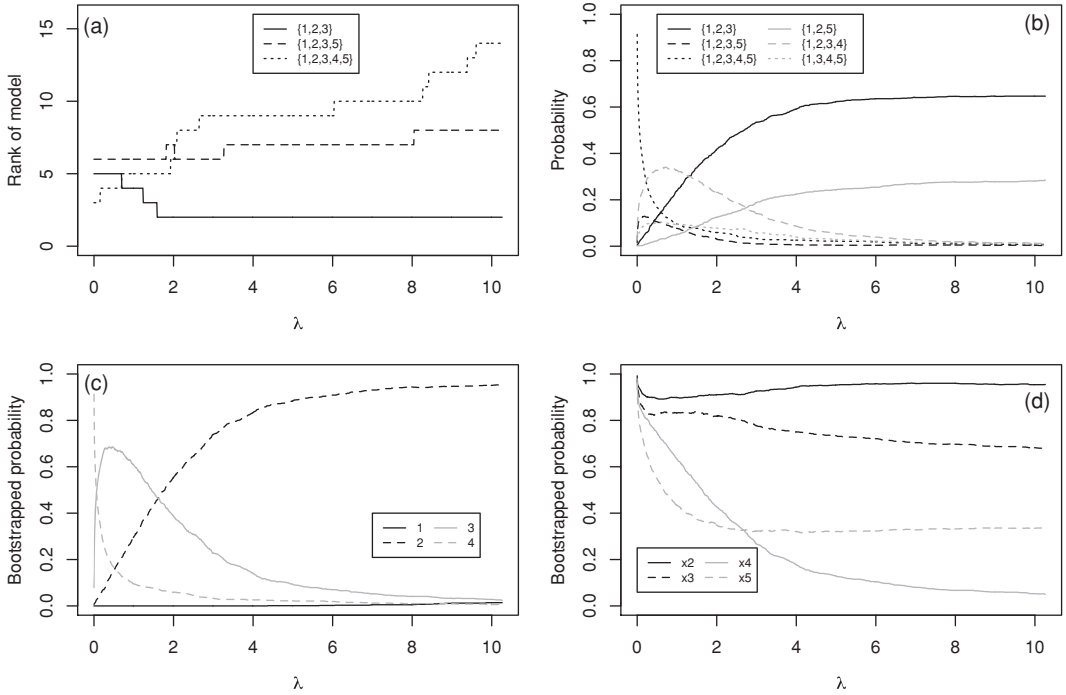 (a)
{1,2,3}
{1,2,3,5}
{1,2,3,4,5}
Rank of model
15
10
5
0
0 2 4 6 8 10
λ
(b)
{1,2,3} {1,2,5}
{1,2,3,5} {1,2,3,4}
{1,2,3,4,5} {1,3,4,5}
Probability
1.0
0.8
0.6
0.4
0.2
0.0
0 2 4 6 8 10
λ
(c)
1 3
2 4
Bootstrapped probability
1.0
0.8
0.6
0.4
0.2
0.0
0 2 4 6 8 10
λ
(d)
x2 x4
x3 x5
Bootstrapped probability
1.0
0.8
0.6
0.4
0.2
0.0
0 2 4 6 8 10
λ